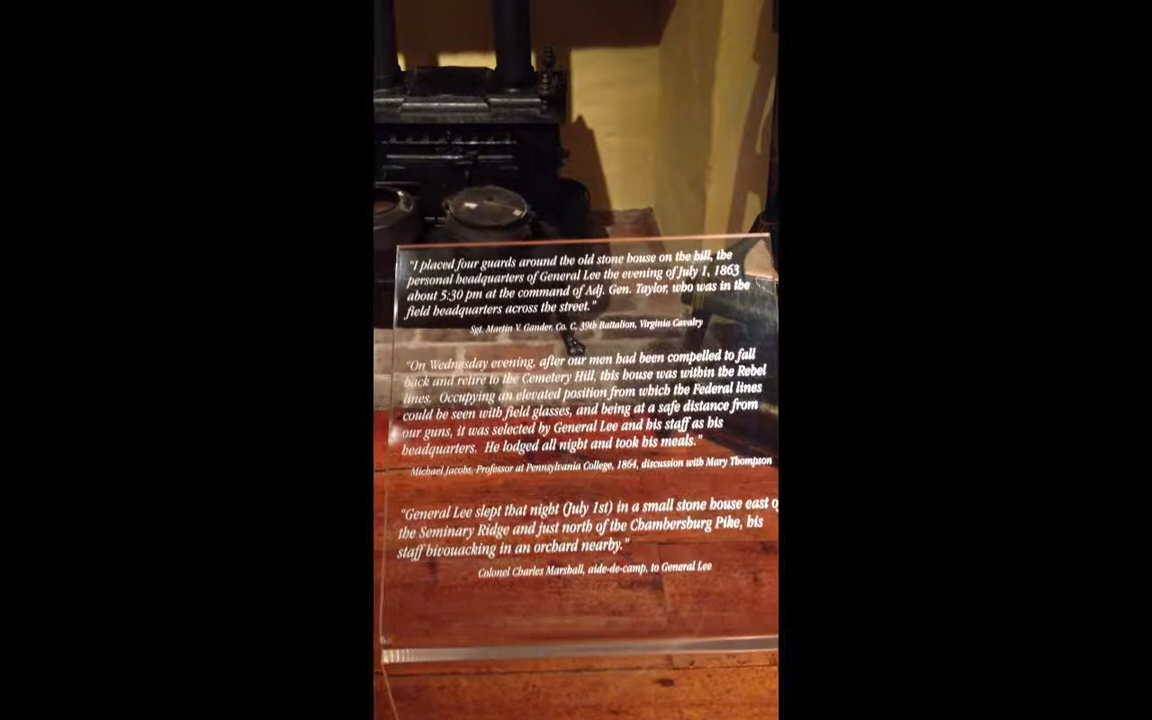 "I placed four guards around the old stone house on the hill, the
personal headquarters of General Lee the evening of July 1, 1863
about 5:30 pm at the command of Adj. Gen. Taylor, who was in the
field headquarters across the street."
Sgt. Martin V. Gander, Co. C, 39th Battalion, Virginia Cavalry
"On Wednesday evening, after our men had been compelled to fall
back and retire to the Cemetery Hill, this house was within the Rebel
lines. Occupying an elevated position from which the Federal lines
could be seen with field glasses, and being at a safe distance from
our guns, it was selected by General Lee and his staff as his
headquarters. He lodged all night and took his meals."
Michael Jacobs, Professor at Pennsylvania College, 1864, discussion with Mary Thompson
"General Lee slept that night (July 1st) in a small stone house east o
the Seminary Ridge and just north of the Chambersburg Pike, his
staff bivouacking in an orchard nearby."
Colonel Charles Marshall, aide-de-camp, to General Lee